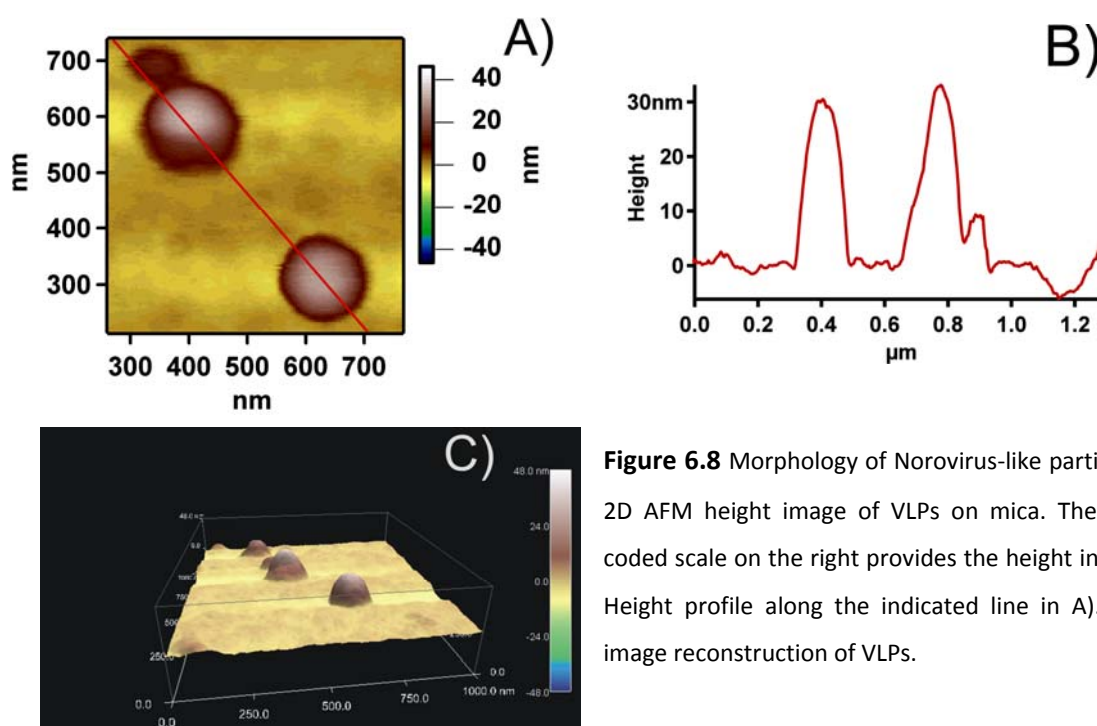 A)
700
600
500
400
300
nm
300 400 500 600 700
nm
40
20
0
-20
-40
nm
B)
30nm
20
10
0
Height
0.0 0.2 0.4 0.6 0.8 1.0 1.2
µm
C)
48.0 nm
24.0
0.0
-24.0
-48.0
0.0
250.0
500.0
750.0
1000.0 nm
0.0
Figure 6.8 Morphology of Norovirus-like parti
2D AFM height image of VLPs on mica. The
coded scale on the right provides the height in
Height profile along the indicated line in A).
image reconstruction of VLPs.